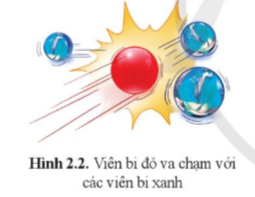 Hình 2.2. Viên bi đỏ va chạm với
các viên bi xanh